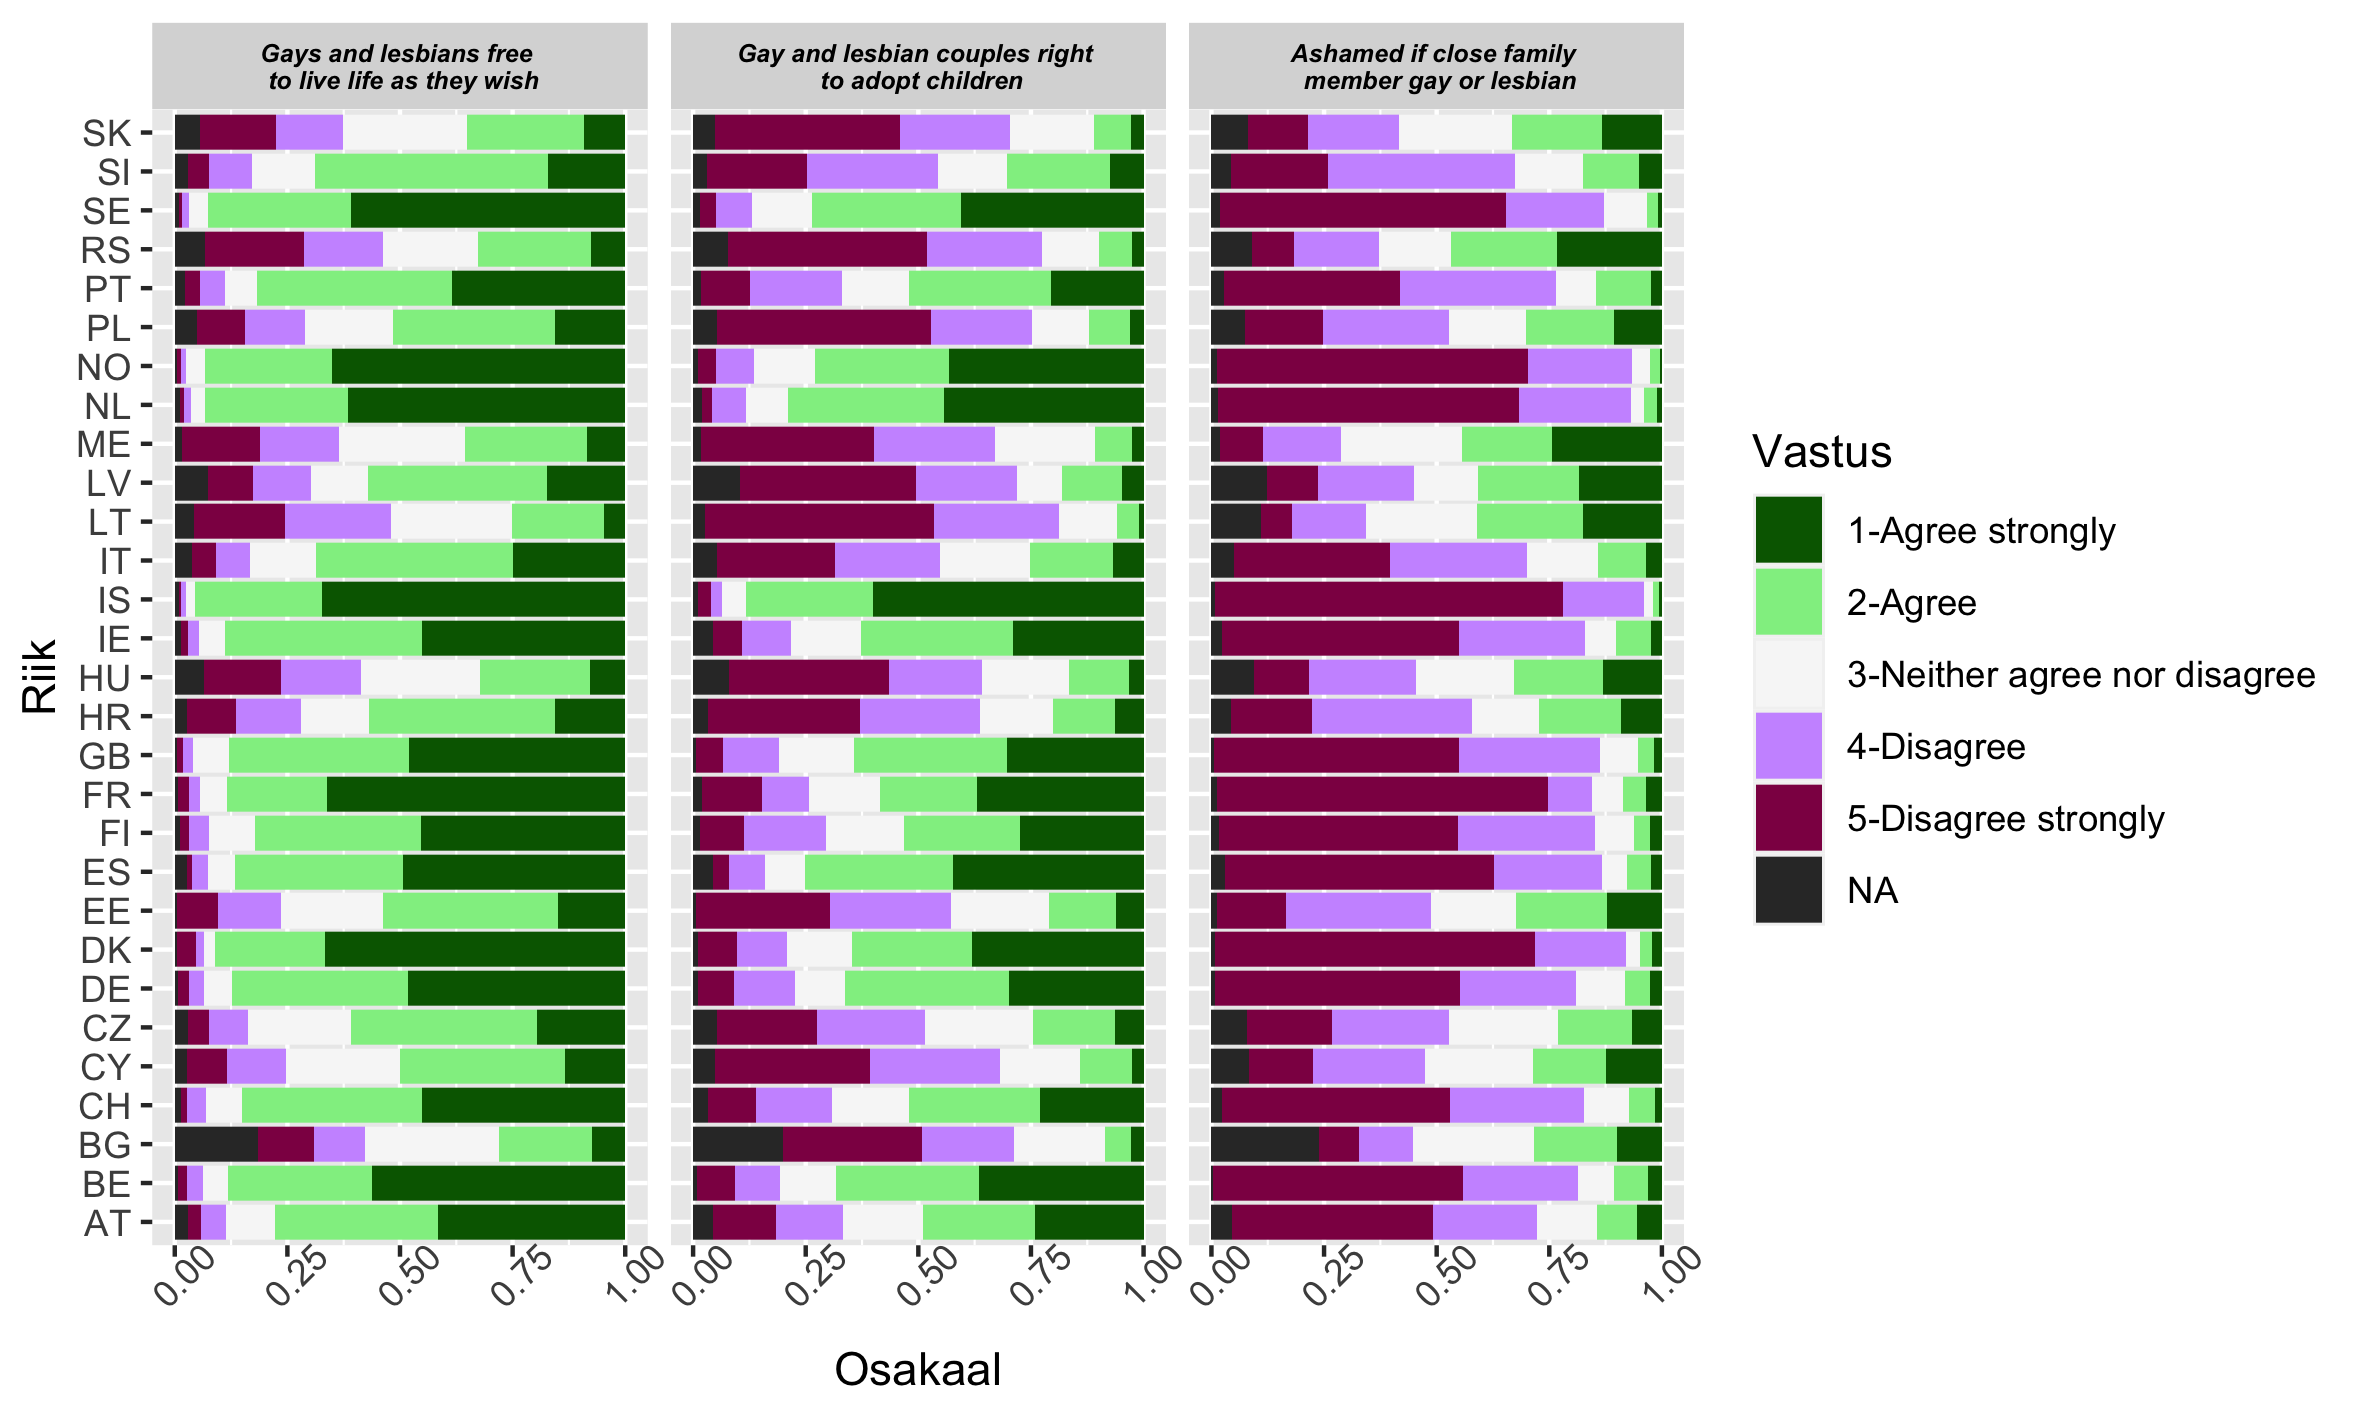 Gays and lesbians free
to live life as they wish
Gay and lesbian couples right
to adopt children
Ashamed if close family
member gay or lesbian
SK
SI
SE
RS
PT
PL
NO
NL
ME
LV
LT
IT
IS
IE
HU
HR
GB
FR
FI
ES
EE
DK
DE
CZ
CY
CH
BG
BE
AT
Riik
0.00 0.25 0.50 0.75 1.00
0.00 0.25 0.50 0.75 1.00
0.00 0.25 0.50 0.75 1.00
Osakaal
Vastus
1-Agree strongly
2-Agree
3-Neither agree nor disagree
4-Disagree
5-Disagree strongly
NA